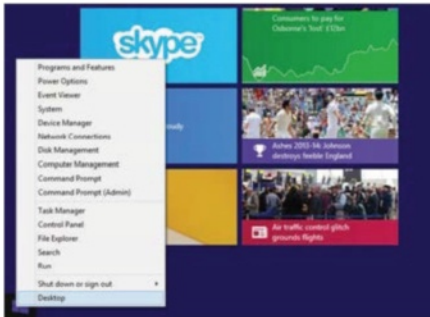 skype
Consumers to pay for
Osborne's 'fool' £10bn
Programs and Features
Power Options
Event Viewer
System
Device Manager
Network Connections
Disk Management
Computer Management
Command Prompt
Command Prompt (Admin)
Task Manager
Control Panel
File Explorer
Search
Run
Shut down or sign out
Desktop
Ashes 2013-14: Johnson
destroys feeble England
Air traffic control glitch
grounds flights